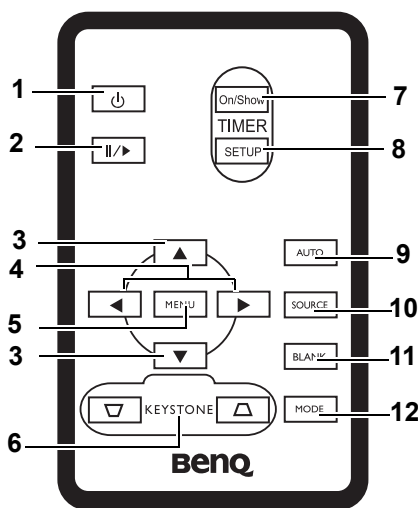 1
On/Show
7
TIMER
2
SETUP
8
3
AUTO
9
4
MENU
SOURCE
10
5
BLANK
11
3
KEYSTONE
MODE
12
6
BenQ